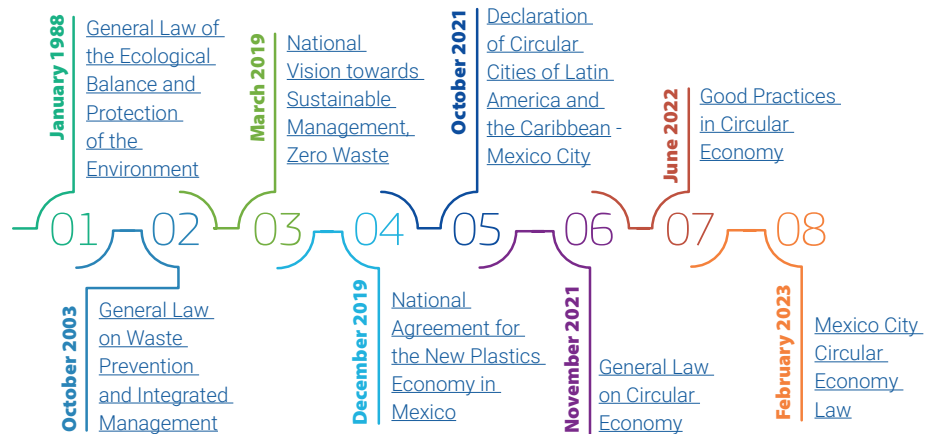 January 1988
General Law of
the Ecological
Balance and
Protection
of the
Environment
01
October 2003
General Law
on Waste
Prevention
and Integrated
Management
02
March 2019
National
Vision towards
Sustainable
Management,
Zero Waste
03
December 2019
National
Agreement for
the New Plastics
Economy in
Mexico
04
October 2021
Declaration
of Circular
Cities of Latin
America and
the Caribbean -
Mexico City
05
November 2021
General Law
on Circular
Economy
06
June 2022
Good Practices
in Circular
Economy
07
February 2023
Mexico City
Circular
Economy
Law
08